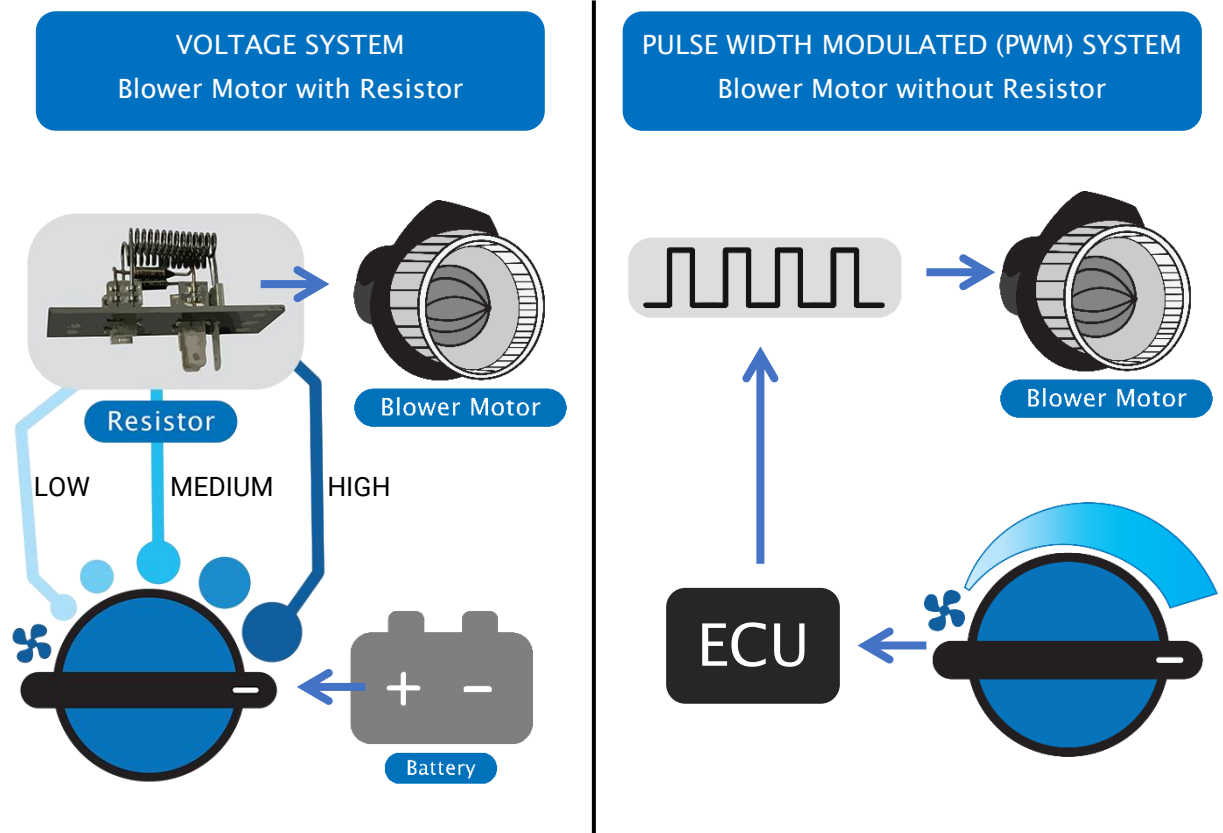 VOLTAGE SYSTEM
Blower Motor with Resistor
Resistor
Blower Motor
LOW
MEDIUM
HIGH
+ -
Battery
PULSE WIDTH MODULATED (PWM) SYSTEM
Blower Motor without Resistor
Blower Motor
ECU